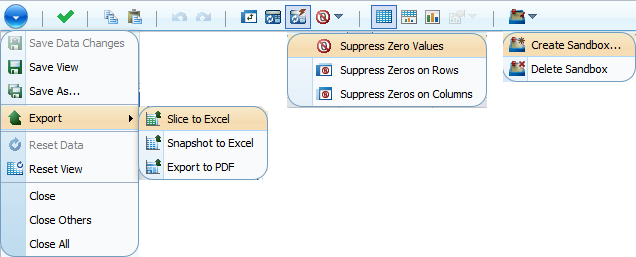 Save Data Changes
Save View
Save As...
Export
Reset Data
Reset View
Close
Close Others
Close All
Slice to Excel
Snapshot to Excel
Export to PDF
Suppress Zero Values
Suppress Zeros on Rows
Suppress Zeros on Columns
Create Sandbox...
Delete Sandbox